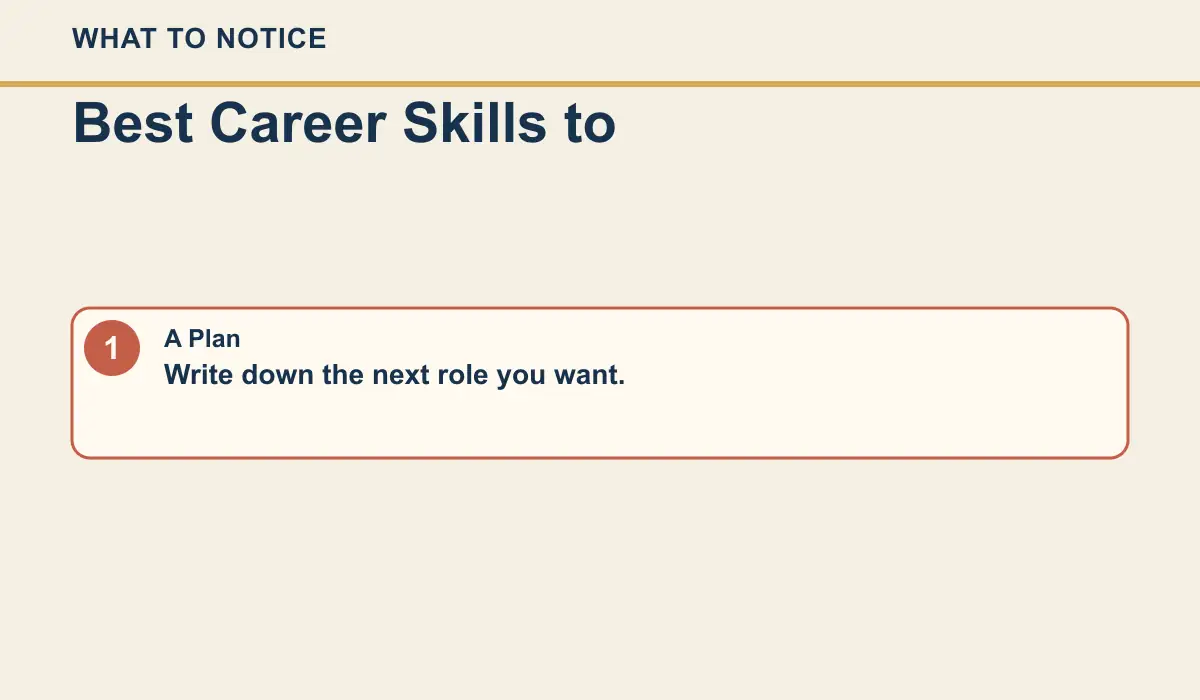 WHAT TO NOTICE
Best Career Skills to
1
A Plan
Write down the next role you want.